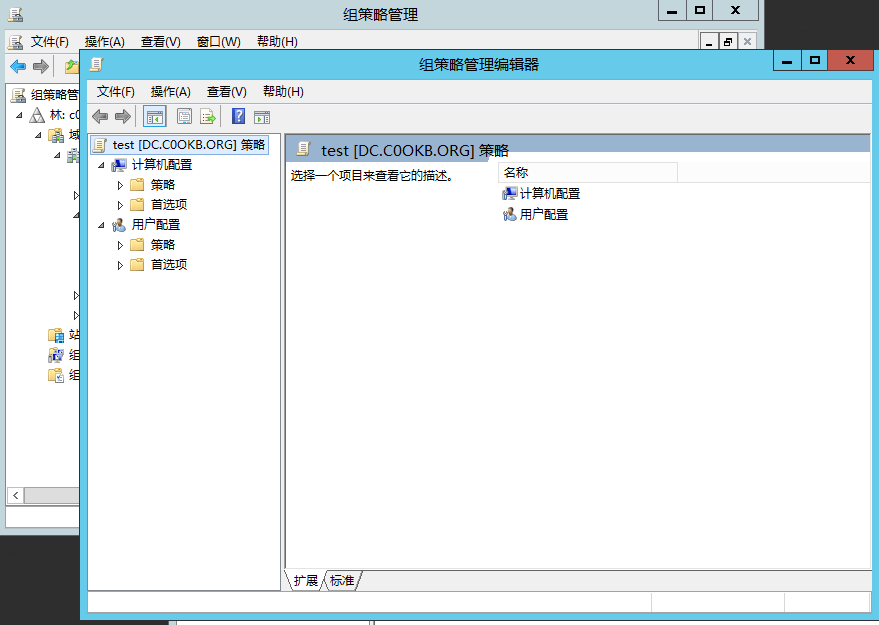 组策略管理
文件(F) 操作(A) 查看(V) 窗口(W) 帮助(H)
组策略管
林: c0
域
站
组
组
组策略管理编辑器
文件(F) 操作(A) 查看(V) 帮助(H)
test [DC.C0OKB.ORG] 策略
计算机配置
策略
首选项
用户配置
策略
首选项
test [DC.C0OKB.ORG] 策略
选择一个项目来查看它的描述。
名称
计算机配置
用户配置
扩展 标准